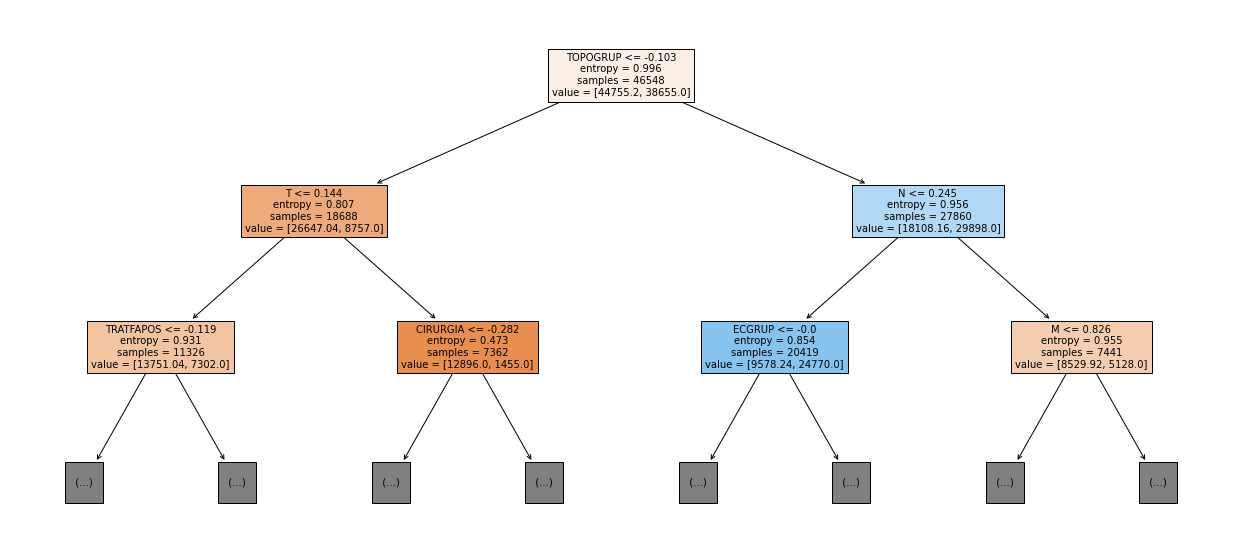 TOPOGRUP <= -0.103
entropy = 0.996
samples = 46548
value = [44755.2, 38655.0]
T <= 0.144
entropy = 0.807
samples = 18688
value = [26647.04, 8757.0]
N <= 0.245
entropy = 0.956
samples = 27860
value = [18108.16, 29898.0]
TRATFAPOS <= -0.119
entropy = 0.931
samples = 11326
value = [13751.04, 7302.0]
CIRURGIA <= -0.282
entropy = 0.473
samples = 7362
value = [12896.0, 1455.0]
ECGRUP <= -0.0
entropy = 0.854
samples = 20419
value = [9578.24, 24770.0]
M <= 0.826
entropy = 0.955
samples = 7441
value = [8529.92, 5128.0]
(...)
(...)
(...)
(...)
(...)
(...)
(...)
(...)